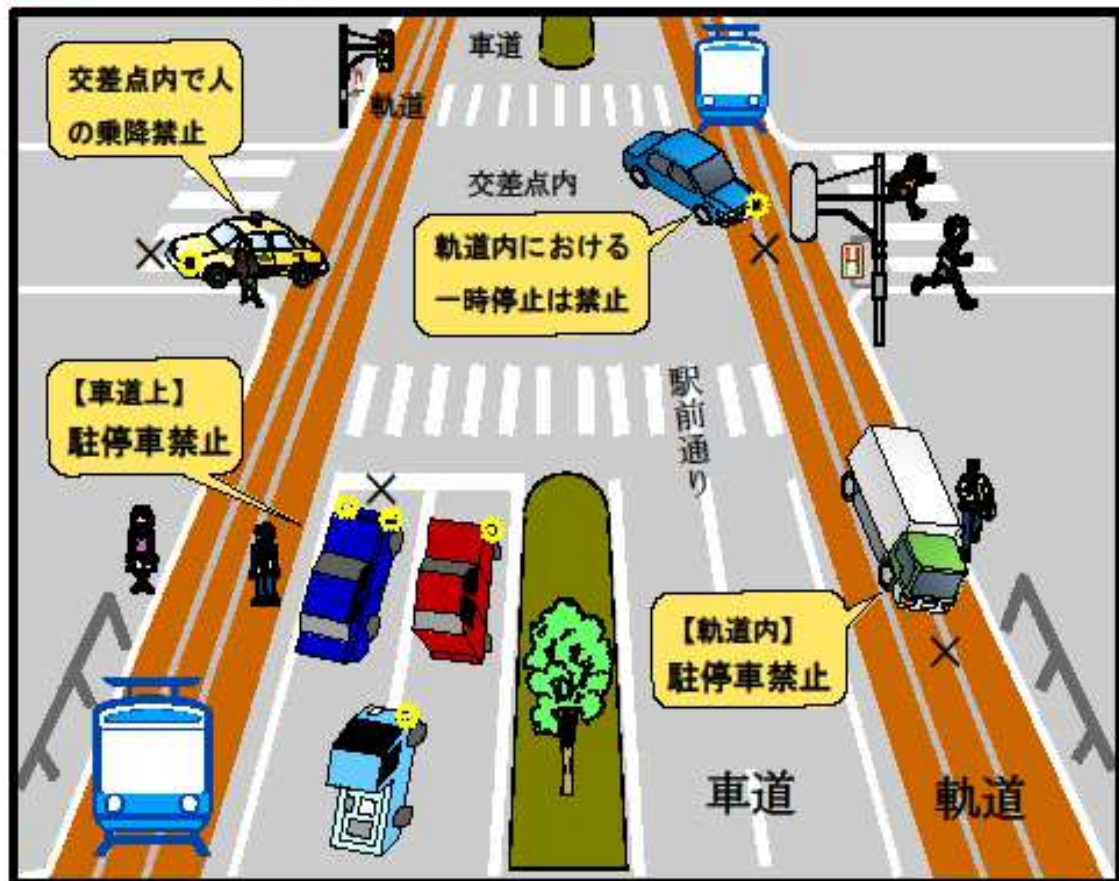 車道
交差点内で人
の乗降禁止
軌道
交差点内
軌道内における
一時停止は禁止
【車道上】
駐停車禁止
駅前通り
【軌道内】
駐停車禁止
車道
軌道